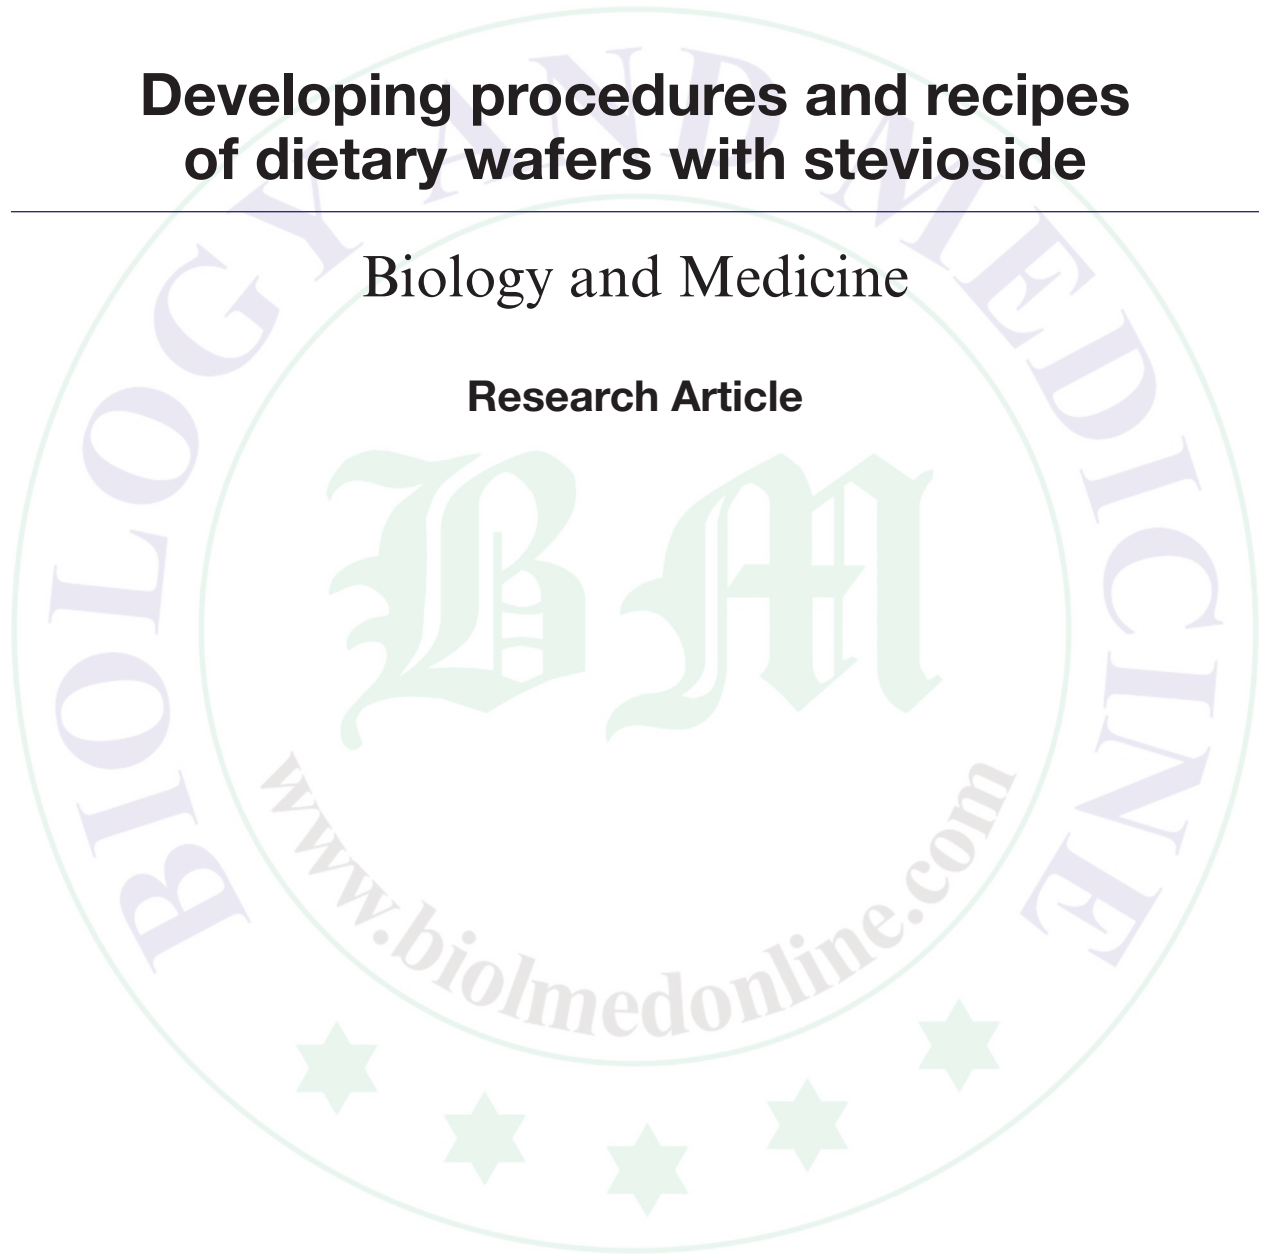 Developing procedures and recipes
of dietary wafers with stevioside
Biology and Medicine
Research Article
BIOLOGY AND MEDICINE
BM
www.biolmedonline.com